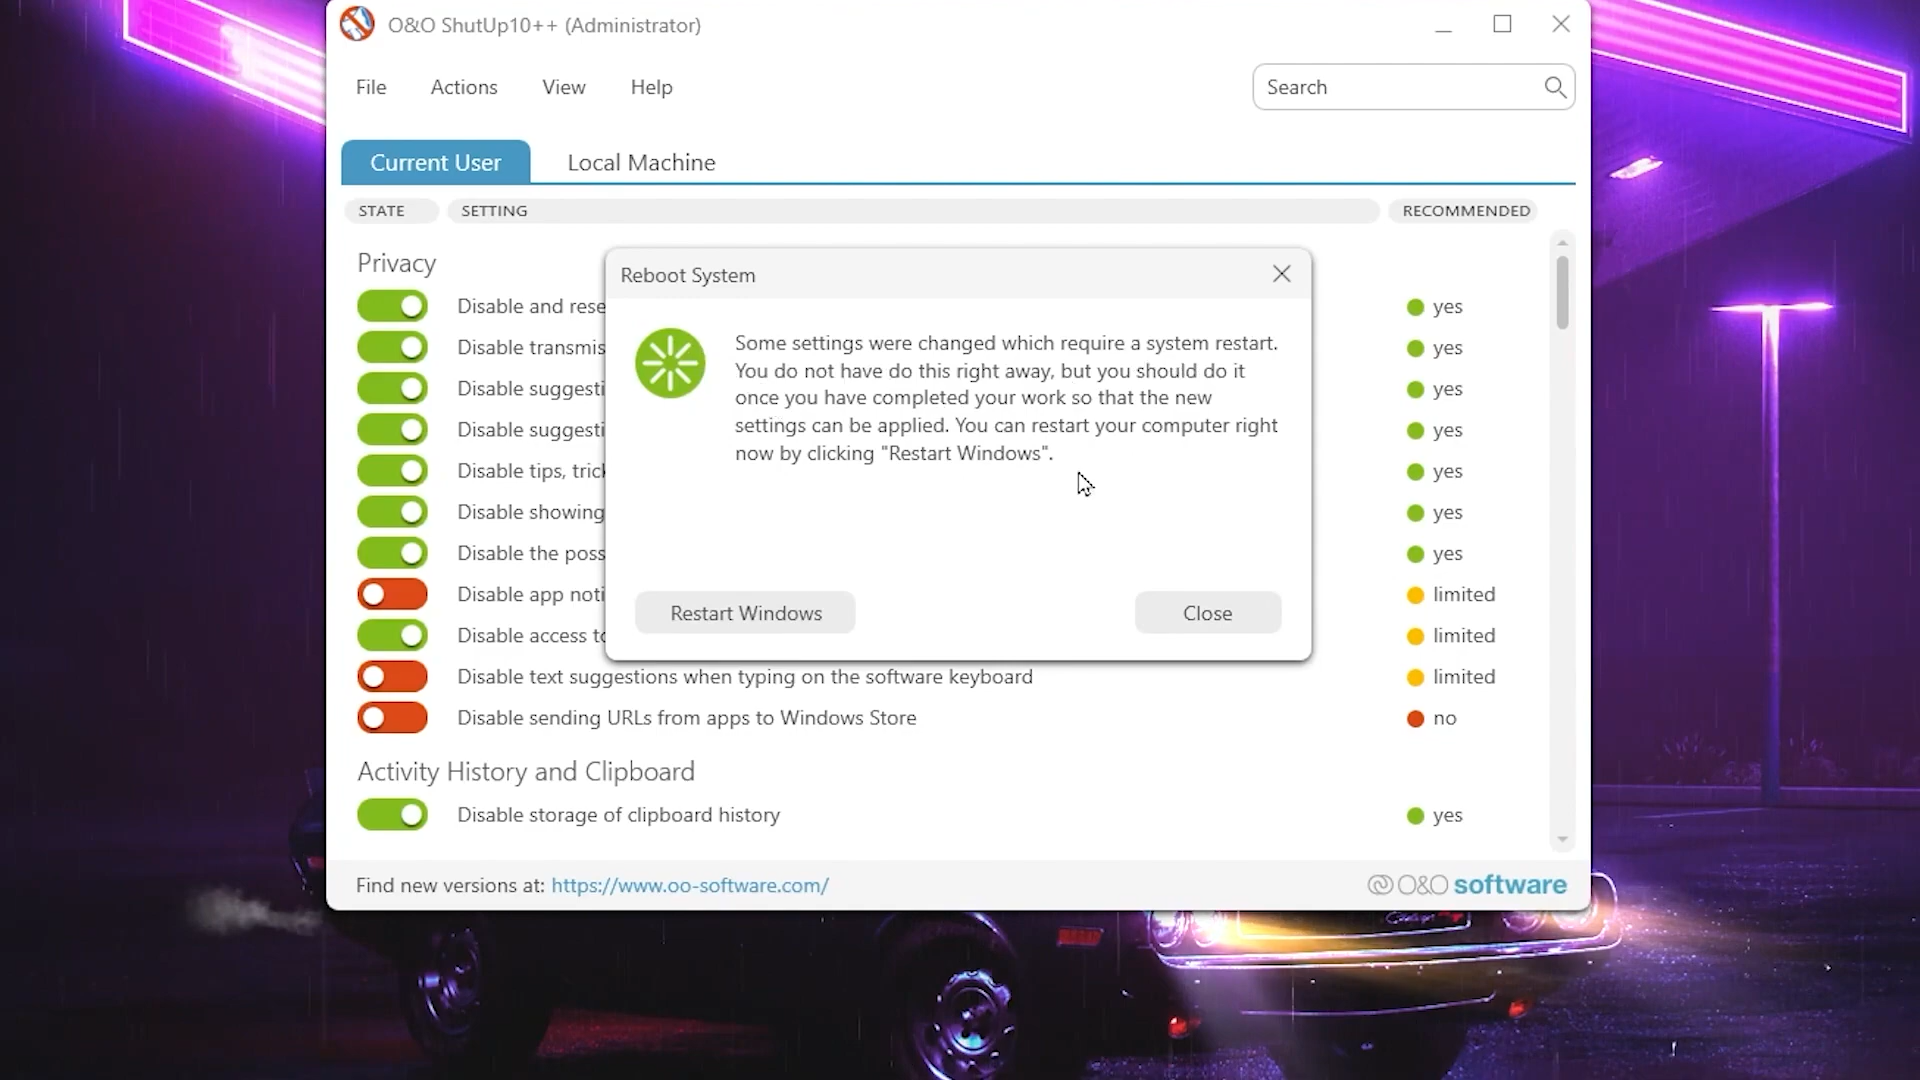 O&O ShutUp10++ (Administrator)
File Actions View Help Search
Current User Local Machine
STATE SETTING RECOMMENDED
Privacy
Reboot System
Some settings were changed which require a system restart.
You do not have do this right away, but you should do it
once you have completed your work so that the new
settings can be applied. You can restart your computer right
now by clicking "Restart Windows".
Restart Windows Close
Disable and rese yes
Disable transmis yes
Disable suggesti yes
Disable suggesti yes
Disable tips, tric yes
Disable showing yes
Disable the poss yes
Disable app noti limited
Disable access to limited
Disable text suggestions when typing on the software keyboard limited
Disable sending URLs from apps to Windows Store no
Activity History and Clipboard
Disable storage of clipboard history yes
Find new versions at: https://www.oo-software.com/ O&O software